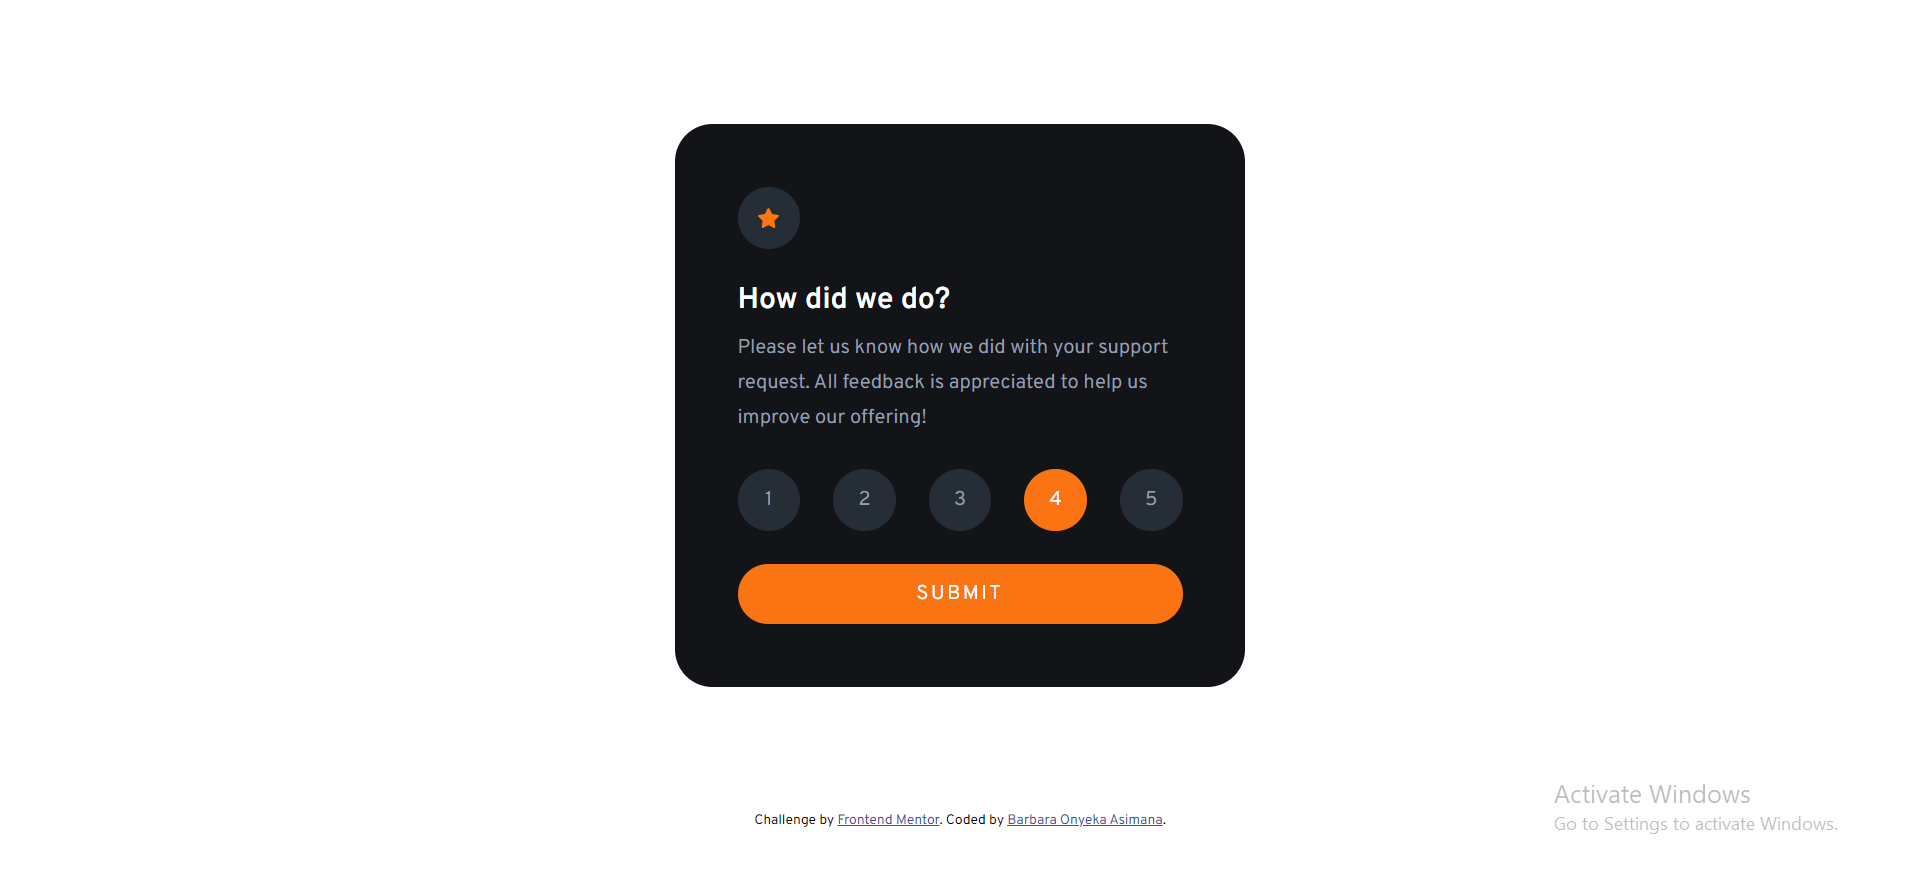 How did we do?
Please let us know how we did with your support
request. All feedback is appreciated to help us
improve our offering!
1 2 3 4 5
SUBMIT
Challenge by Frontend Mentor. Coded by Barbara Onyeka Asimana.
Activate Windows
Go to Settings to activate Windows.